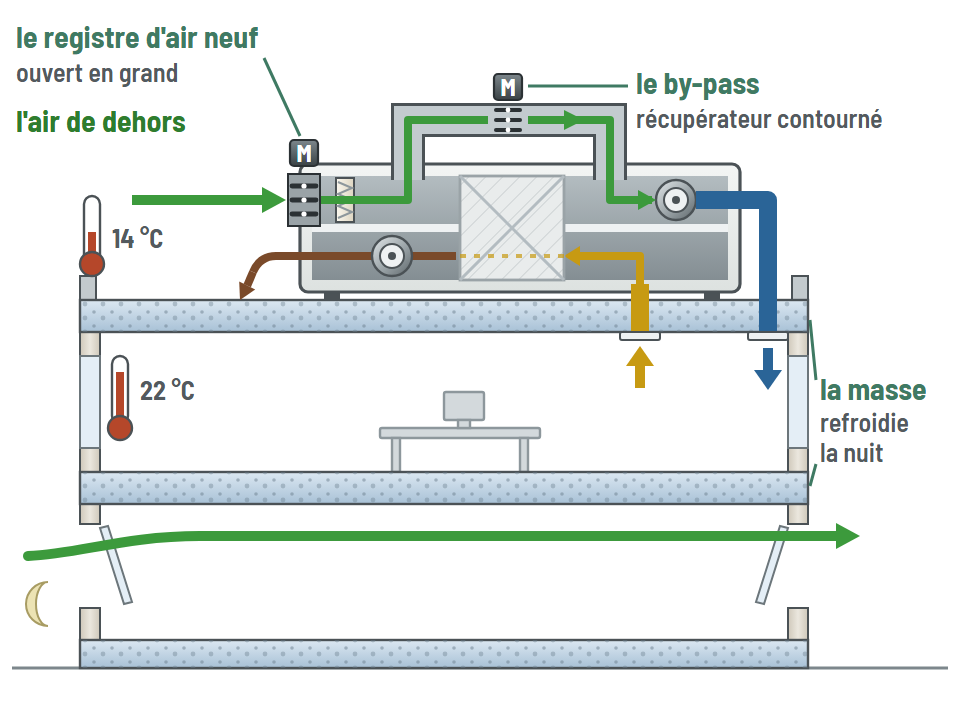 le registre d'air neuf
ouvert en grand
l'air de dehors
M
le by-pass
récupérateur contourné
M
14 °C
22 °C
la masse
refroidie
la nuit